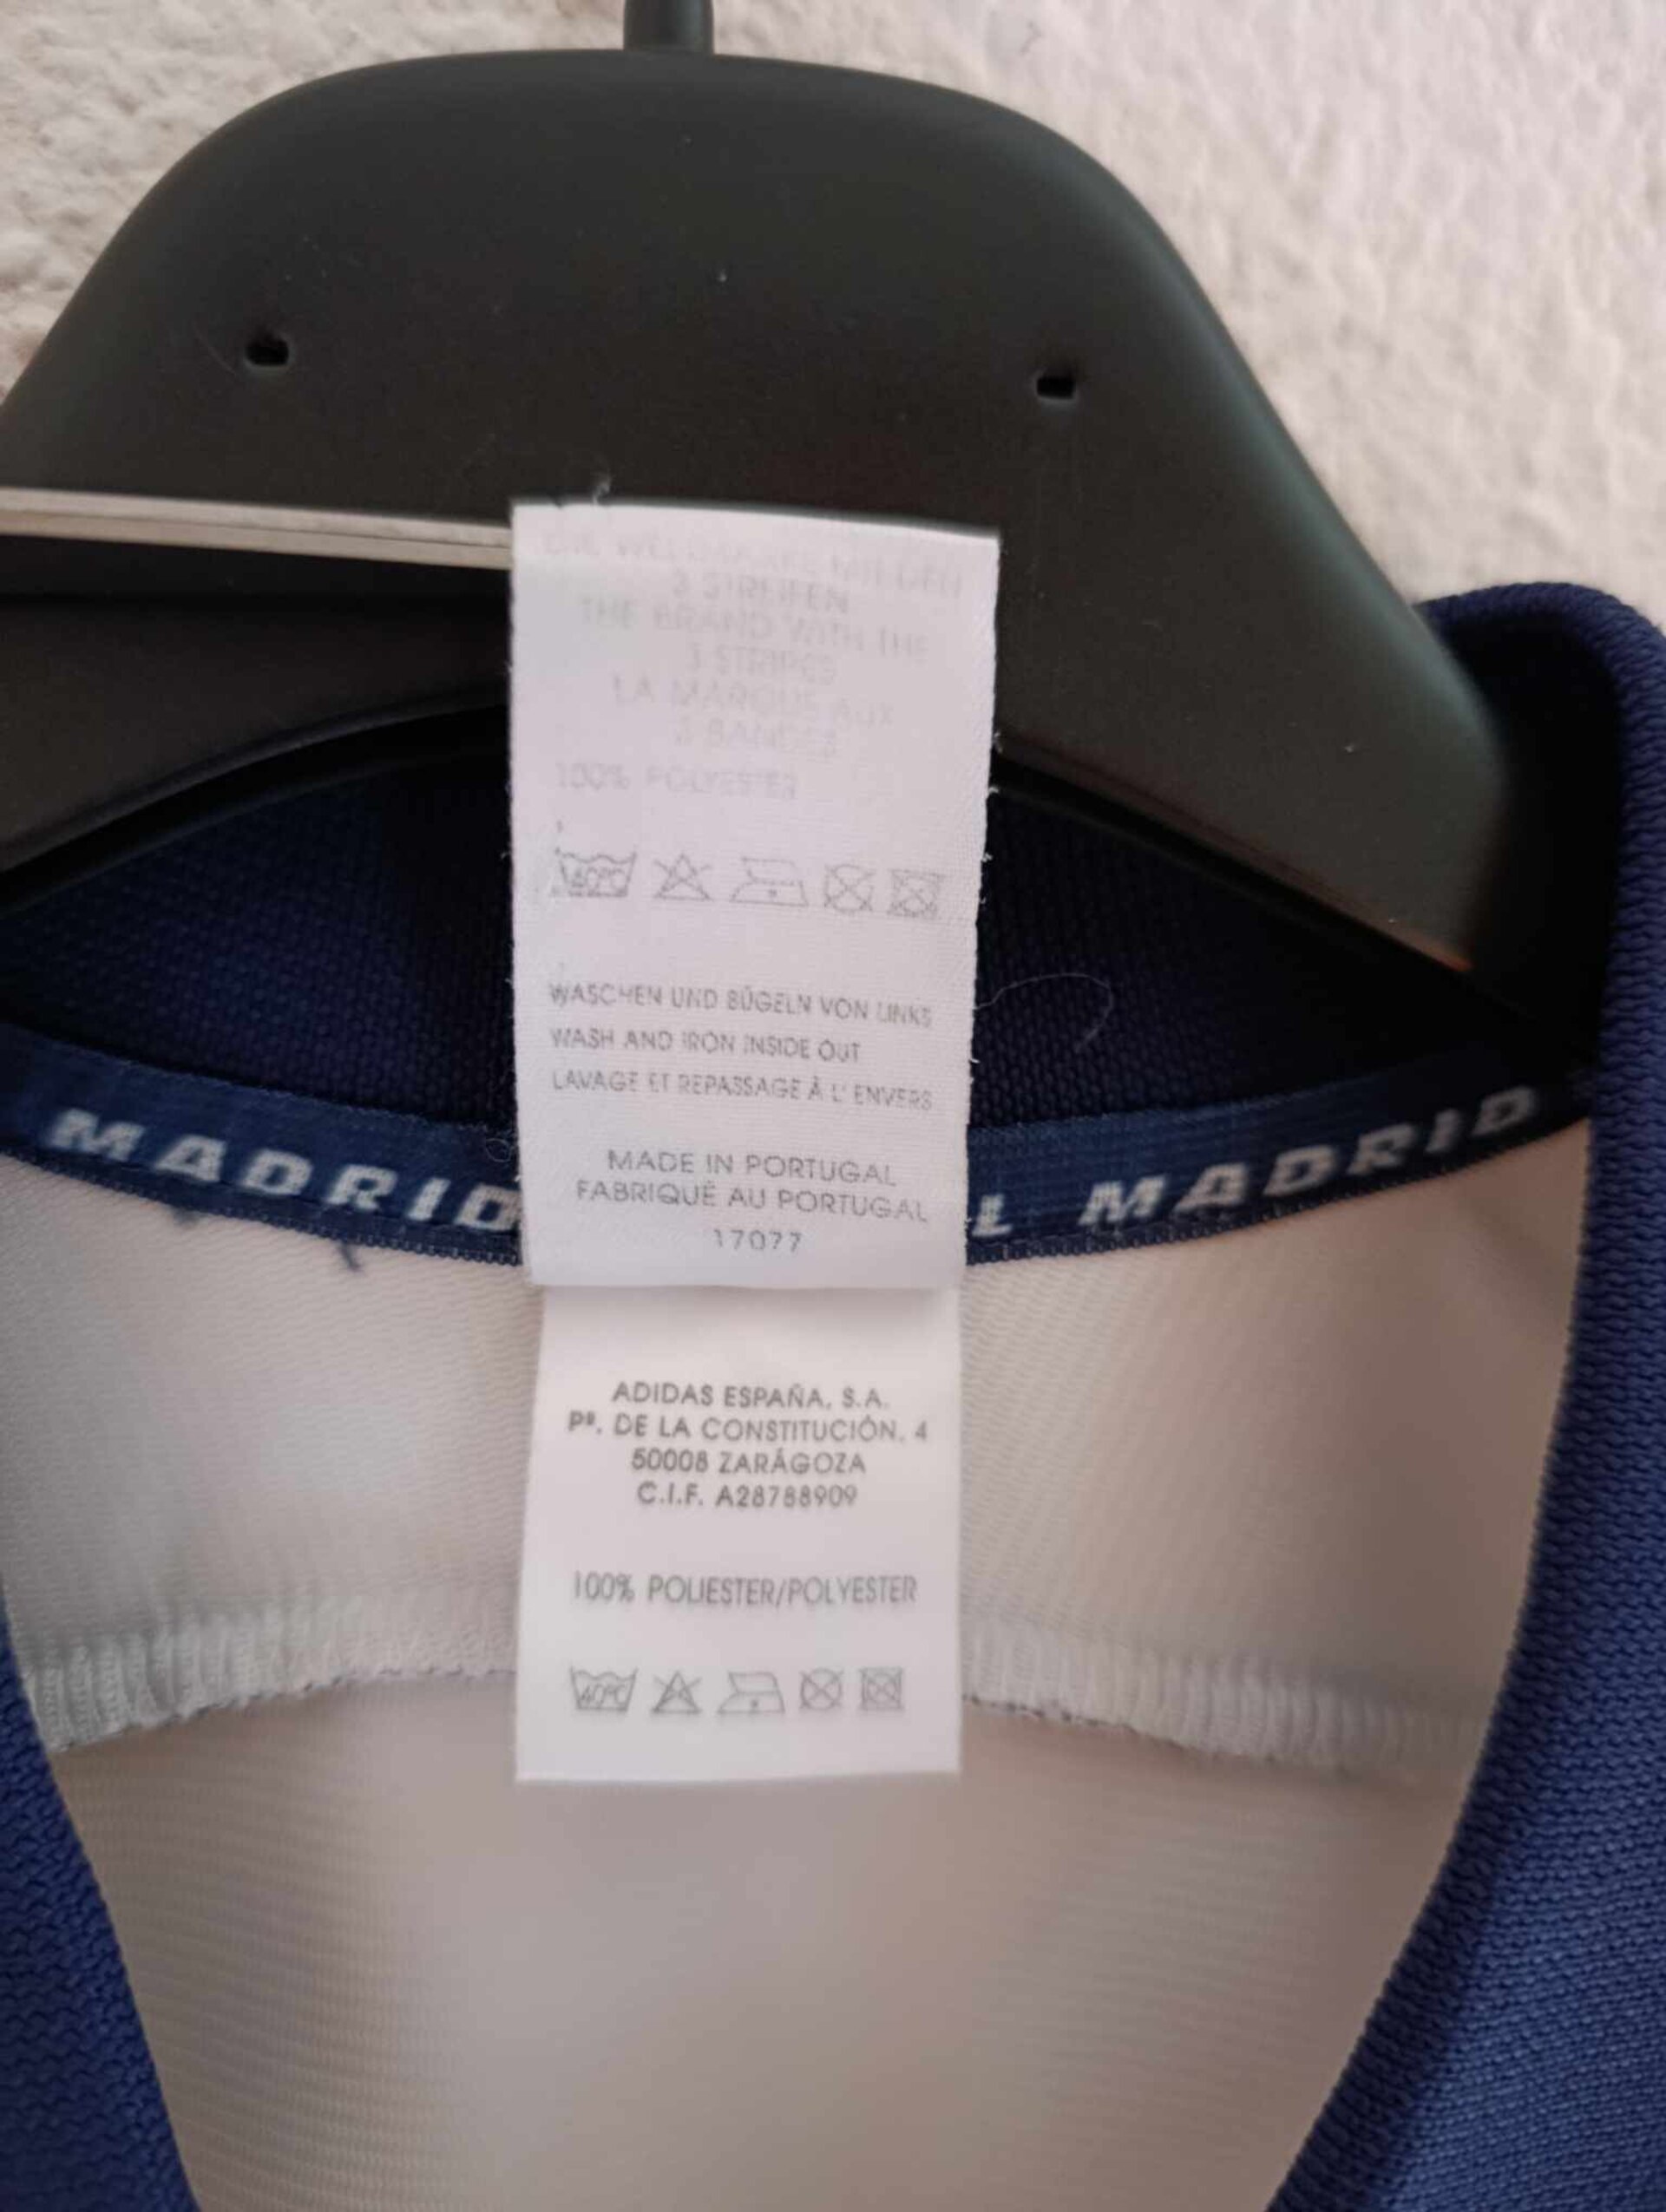 DIE WELTMARKE MIT DEN
3 STREIFEN
THE BRAND WITH THE
3 STRIPES
LA MARQUE AUX
3 BANDES
100% POLYESTER
40°C
WASCHEN UND BÜGELN VON LINKS
WASH AND IRON INSIDE OUT
LAVAGE ET REPASSAGE À L' ENVERS
MADE IN PORTUGAL
FABRIQUÉ AU PORTUGAL
17077
MADRID
L MADRID
ADIDAS ESPAÑA, S.A.
Pº. DE LA CONSTITUCIÓN, 4
50008 ZARÁGOZA
C.I.F. A28788909
100% POLIESTER/POLYESTER
40°C